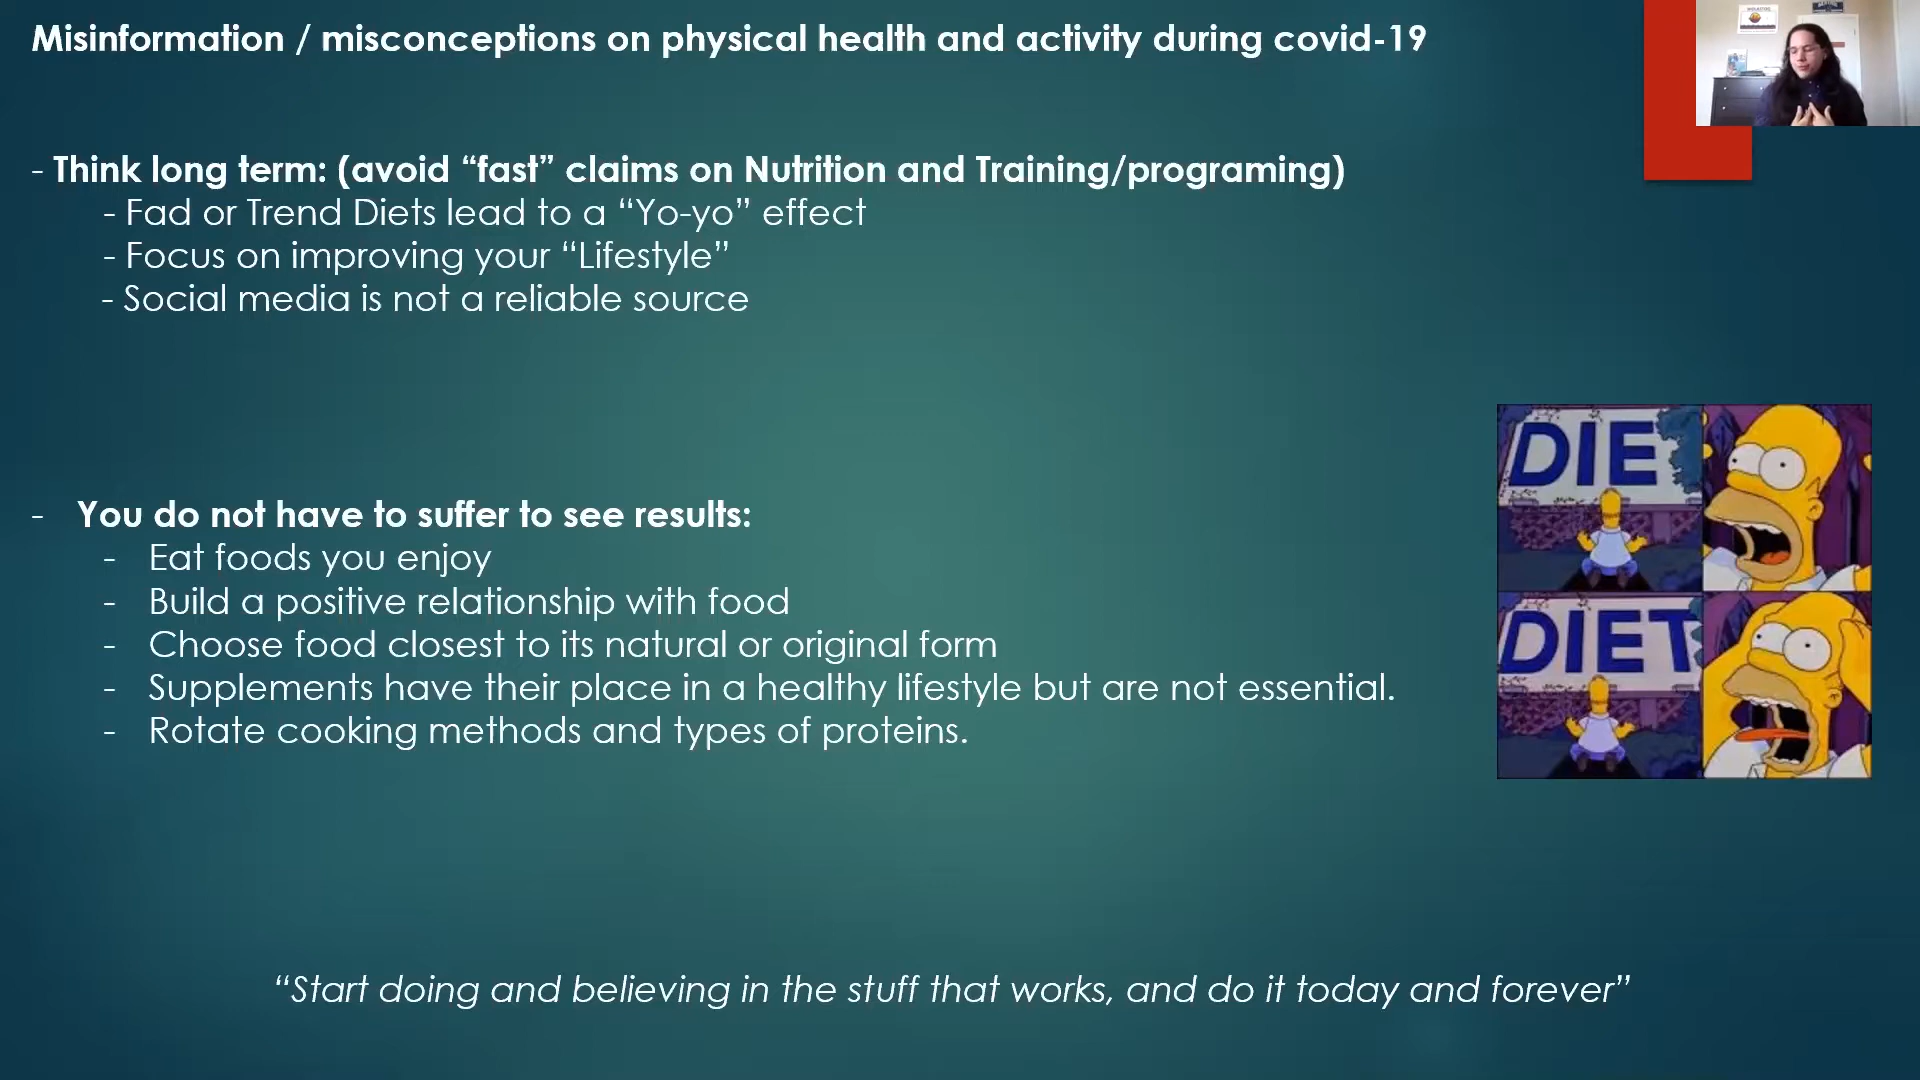 Misinformation / misconceptions on physical health and activity during covid-19
- Think long term: (avoid “fast” claims on Nutrition and Training/programing)
- Fad or Trend Diets lead to a “Yo-yo” effect
- Focus on improving your “Lifestyle”
- Social media is not a reliable source
- You do not have to suffer to see results:
- Eat foods you enjoy
- Build a positive relationship with food
- Choose food closest to its natural or original form
- Supplements have their place in a healthy lifestyle but are not essential.
- Rotate cooking methods and types of proteins.
DIE
DIET
“Start doing and believing in the stuff that works, and do it today and forever”